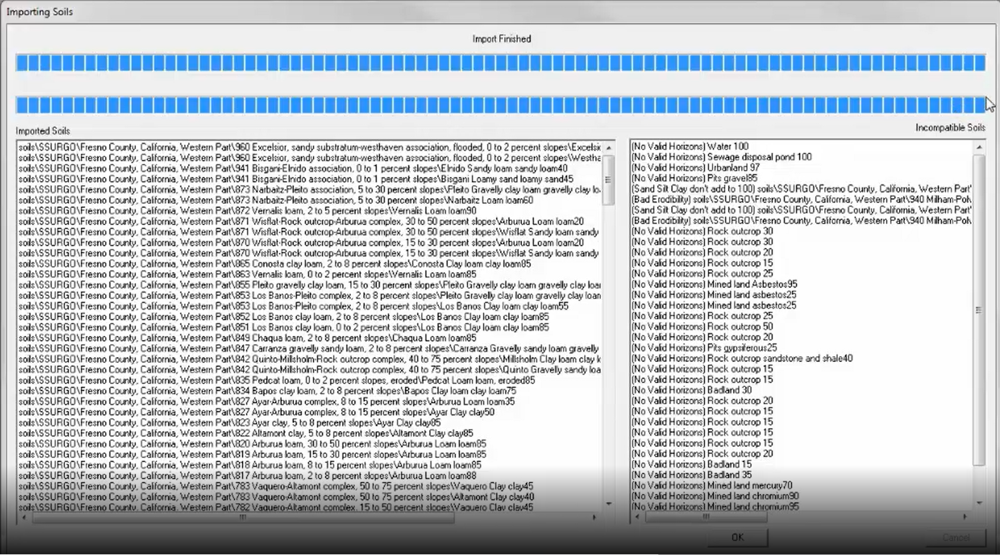 Importing Soils
Import Finished
Imported Soils
soils\SSURGO\Fresno County, California, Western Part\960 Excelsior, sandy substratum-westhaven association, flooded, 0 to 2 percent slopes\Excelsi
soils\SSURGO\Fresno County, California, Western Part\960 Excelsior, sandy substratum-westhaven association, flooded, 0 to 2 percent slopes\Westha
soils\SSURGO\Fresno County, California, Western Part\941 Bisgani-Elnido association, 0 to 1 percent slopes\Elnido Sandy loam sandy loam40
soils\SSURGO\Fresno County, California, Western Part\941 Bisgani-Elnido association, 0 to 1 percent slopes\Bisgani Loamy sand loamy sand45
soils\SSURGO\Fresno County, California, Western Part\873 Narbaitz-Pleito association, 5 to 30 percent slopes\Pleito Gravelly clay loam gravelly clay lo
soils\SSURGO\Fresno County, California, Western Part\873 Narbaitz-Pleito association, 5 to 30 percent slopes\Narbaitz Loam loam60
soils\SSURGO\Fresno County, California, Western Part\872 Vernalis loam, 2 to 5 percent slopes\Vernalis Loam loam90
soils\SSURGO\Fresno County, California, Western Part\871 Wisflat-Rock outcrop-Arburua complex, 30 to 50 percent slopes\Arburua Loam loam20
soils\SSURGO\Fresno County, California, Western Part\871 Wisflat-Rock outcrop-Arburua complex, 30 to 50 percent slopes\Wisflat Sandy loam sandy
soils\SSURGO\Fresno County, California, Western Part\870 Wisflat-Rock outcrop-Arburua complex, 15 to 30 percent slopes\Arburua Loam loam20
soils\SSURGO\Fresno County, California, Western Part\870 Wisflat-Rock outcrop-Arburua complex, 15 to 30 percent slopes\Wisflat Sandy loam sandy
soils\SSURGO\Fresno County, California, Western Part\865 Conosta clay loam, 2 to 8 percent slopes\Conosta Clay loam clay loam85
soils\SSURGO\Fresno County, California, Western Part\863 Vernalis loam, 0 to 2 percent slopes\Vernalis Loam loam85
soils\SSURGO\Fresno County, California, Western Part\855 Pleito gravelly clay loam, 15 to 30 percent slopes\Pleito Gravelly clay loam gravelly clay loa
soils\SSURGO\Fresno County, California, Western Part\853 Los Banos-Pleito complex, 2 to 8 percent slopes\Pleito Gravelly clay loam gravelly clay loan
soils\SSURGO\Fresno County, California, Western Part\853 Los Banos-Pleito complex, 2 to 8 percent slopes\Los Banos Clay loam clay loam55
soils\SSURGO\Fresno County, California, Western Part\852 Los Banos clay loam, 2 to 8 percent slopes\Los Banos Clay loam clay loam85
soils\SSURGO\Fresno County, California, Western Part\851 Los Banos clay loam, 0 to 2 percent slopes\Los Banos Clay loam clay loam85
soils\SSURGO\Fresno County, California, Western Part\849 Chaqua loam, 2 to 8 percent slopes\Chaqua Loam loam85
soils\SSURGO\Fresno County, California, Western Part\847 Carranza gravelly sandy loam, 2 to 8 percent slopes\Carranza Gravelly sandy loam gravelly
soils\SSURGO\Fresno County, California, Western Part\842 Quinto-Millsholm-Rock outcrop complex, 40 to 75 percent slopes\Millsholm Clay loam clay l
soils\SSURGO\Fresno County, California, Western Part\842 Quinto-Millsholm-Rock outcrop complex, 40 to 75 percent slopes\Quinto Gravelly sandy loa
soils\SSURGO\Fresno County, California, Western Part\835 Pedcat loam, 0 to 2 percent slopes, eroded\Pedcat Loam loam, eroded85
soils\SSURGO\Fresno County, California, Western Part\834 Bapos clay loam, 2 to 8 percent slopes\Bapos Clay loam clay loam75
soils\SSURGO\Fresno County, California, Western Part\827 Ayar-Arburua complex, 8 to 15 percent slopes\Arburua Loam loam35
soils\SSURGO\Fresno County, California, Western Part\827 Ayar-Arburua complex, 8 to 15 percent slopes\Ayar Clay clay50
soils\SSURGO\Fresno County, California, Western Part\823 Ayar clay, 5 to 8 percent slopes\Ayar Clay clay85
soils\SSURGO\Fresno County, California, Western Part\822 Altamont clay, 5 to 8 percent slopes\Altamont Clay clay85
soils\SSURGO\Fresno County, California, Western Part\820 Arburua loam, 30 to 50 percent slopes\Arburua Loam loam85
soils\SSURGO\Fresno County, California, Western Part\819 Arburua loam, 15 to 30 percent slopes\Arburua Loam loam85
soils\SSURGO\Fresno County, California, Western Part\818 Arburua loam, 8 to 15 percent slopes\Arburua Loam loam85
soils\SSURGO\Fresno County, California, Western Part\817 Arburua loam, 2 to 8 percent slopes\Arburua Loam loam88
soils\SSURGO\Fresno County, California, Western Part\783 Vaquero-Altamont complex, 50 to 75 percent slopes\Vaquero Clay clay45
soils\SSURGO\Fresno County, California, Western Part\783 Vaquero-Altamont complex, 50 to 75 percent slopes\Altamont Clay clay40
soils\SSURGO\Fresno County, California, Western Part\782 Vaquero-Altamont complex, 15 to 50 percent slopes\Vaquero Clay clay45
Incompatible Soils
(No Valid Horizons) Water 100
(No Valid Horizons) Sewage disposal pond 100
(No Valid Horizons) Urbanland 97
(No Valid Horizons) Pits gravel85
(Sand Silt Clay don't add to 100) soils\SSURGO\Fresno County, California, Western Part\
(Bad Erodibility) soils\SSURGO\Fresno County, California, Western Part\940 Milham-Pol
(Sand Silt Clay don't add to 100) soils\SSURGO\Fresno County, California, Western Part\
(Bad Erodibility) soils\SSURGO\Fresno County, California, Western Part\940 Milham-Pol
(No Valid Horizons) Rock outcrop 30
(No Valid Horizons) Rock outcrop 30
(No Valid Horizons) Rock outcrop 20
(No Valid Horizons) Rock outcrop 15
(No Valid Horizons) Rock outcrop 25
(No Valid Horizons) Mined land Asbestos95
(No Valid Horizons) Mined land asbestos25
(No Valid Horizons) Mined land asbestos25
(No Valid Horizons) Rock outcrop 25
(No Valid Horizons) Rock outcrop 50
(No Valid Horizons) Rock outcrop 20
(No Valid Horizons) Pits gypsiferous25
(No Valid Horizons) Rock outcrop sandstone and shale40
(No Valid Horizons) Rock outcrop 15
(No Valid Horizons) Rock outcrop 15
(No Valid Horizons) Badland 30
(No Valid Horizons) Rock outcrop 20
(No Valid Horizons) Rock outcrop 15
(No Valid Horizons) Rock outcrop 15
(No Valid Horizons) Rock outcrop 15
(No Valid Horizons) Rock outcrop 15
(No Valid Horizons) Rock outcrop 20
(No Valid Horizons) Badland 15
(No Valid Horizons) Badland 35
(No Valid Horizons) Mined land mercury70
(No Valid Horizons) Mined land chromium90
(No Valid Horizons) Mined land chromium95
OK
Cancel